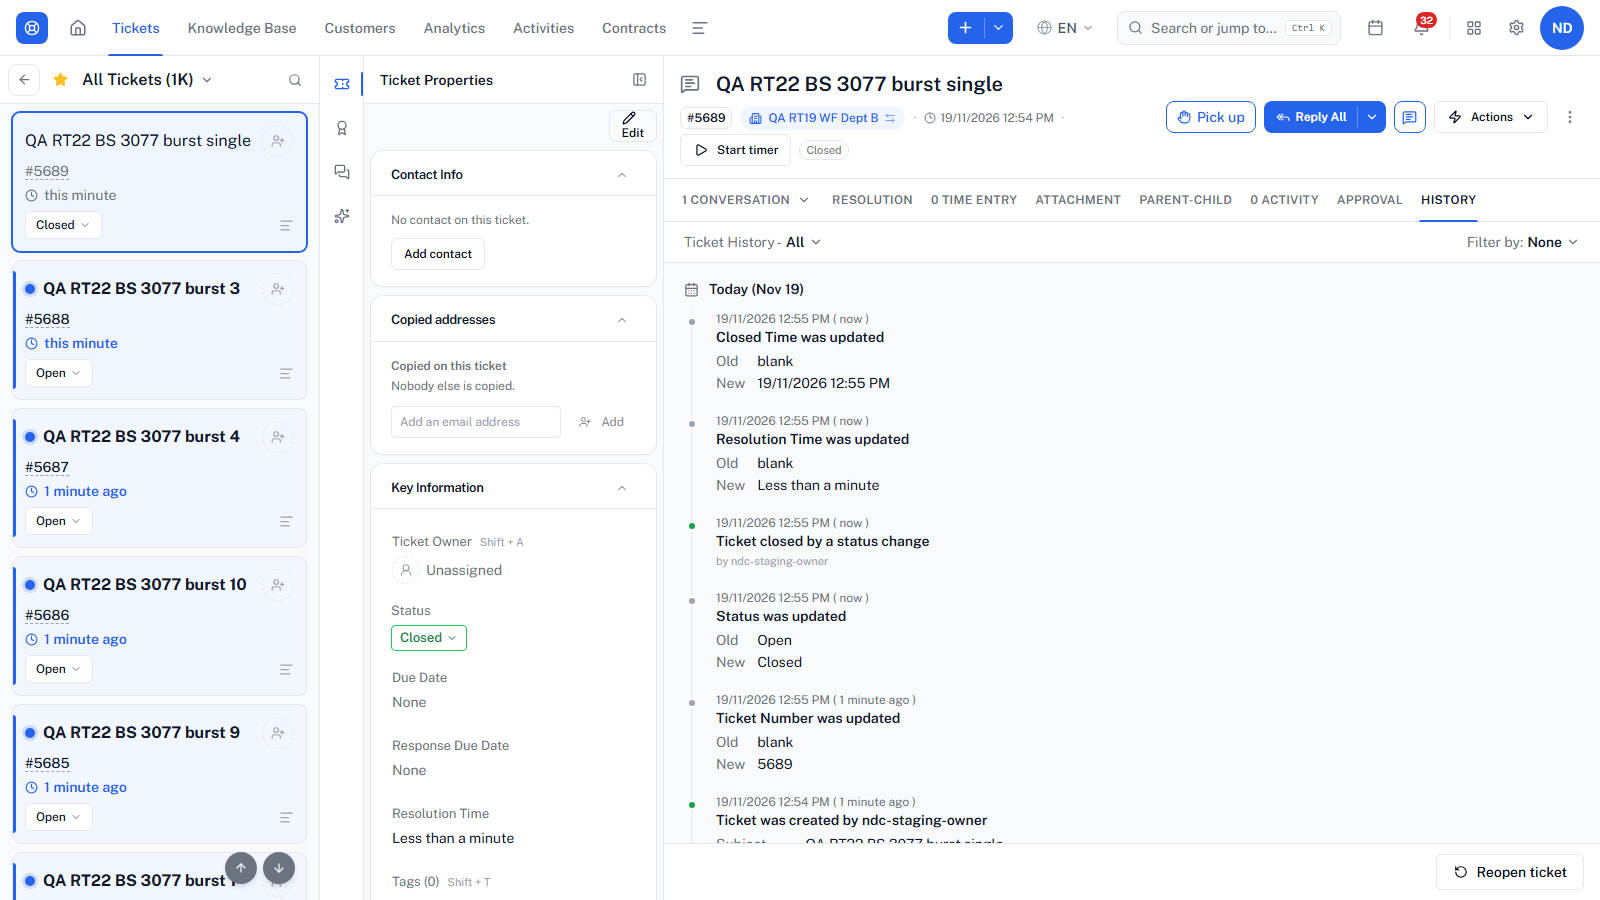 Tickets
Knowledge Base
Customers
Analytics
Activities
Contracts
EN
Search or jump to...
Ctrl K
32
ND
All Tickets (1K)
QA RT22 BS 3077 burst single
#5689
this minute
Closed
QA RT22 BS 3077 burst 3
#5688
this minute
Open
QA RT22 BS 3077 burst 4
#5687
1 minute ago
Open
QA RT22 BS 3077 burst 10
#5686
1 minute ago
Open
QA RT22 BS 3077 burst 9
#5685
1 minute ago
Open
QA RT22 BS 3077 burst
Ticket Properties
Edit
Contact Info
No contact on this ticket.
Add contact
Copied addresses
Copied on this ticket
Nobody else is copied.
Add an email address
Add
Key Information
Ticket Owner Shift + A
Unassigned
Status
Closed
Due Date
None
Response Due Date
None
Resolution Time
Less than a minute
Tags (0) Shift + T
QA RT22 BS 3077 burst single
#5689
QA RT19 WF Dept B
· 19/11/2026 12:54 PM ·
Start timer
Closed
Pick up
Reply All
Actions
1 CONVERSATION
RESOLUTION
0 TIME ENTRY
ATTACHMENT
PARENT-CHILD
0 ACTIVITY
APPROVAL
HISTORY
Ticket History - All
Filter by: None
Today (Nov 19)
19/11/2026 12:55 PM ( now )
Closed Time was updated
Old blank
New 19/11/2026 12:55 PM
19/11/2026 12:55 PM ( now )
Resolution Time was updated
Old blank
New Less than a minute
19/11/2026 12:55 PM ( now )
Ticket closed by a status change
by ndc-staging-owner
19/11/2026 12:55 PM ( now )
Status was updated
Old Open
New Closed
19/11/2026 12:55 PM ( 1 minute ago )
Ticket Number was updated
Old blank
New 5689
19/11/2026 12:54 PM ( 1 minute ago )
Ticket was created by ndc-staging-owner
Subject QA RT22 BS 3077 burst single
Reopen ticket